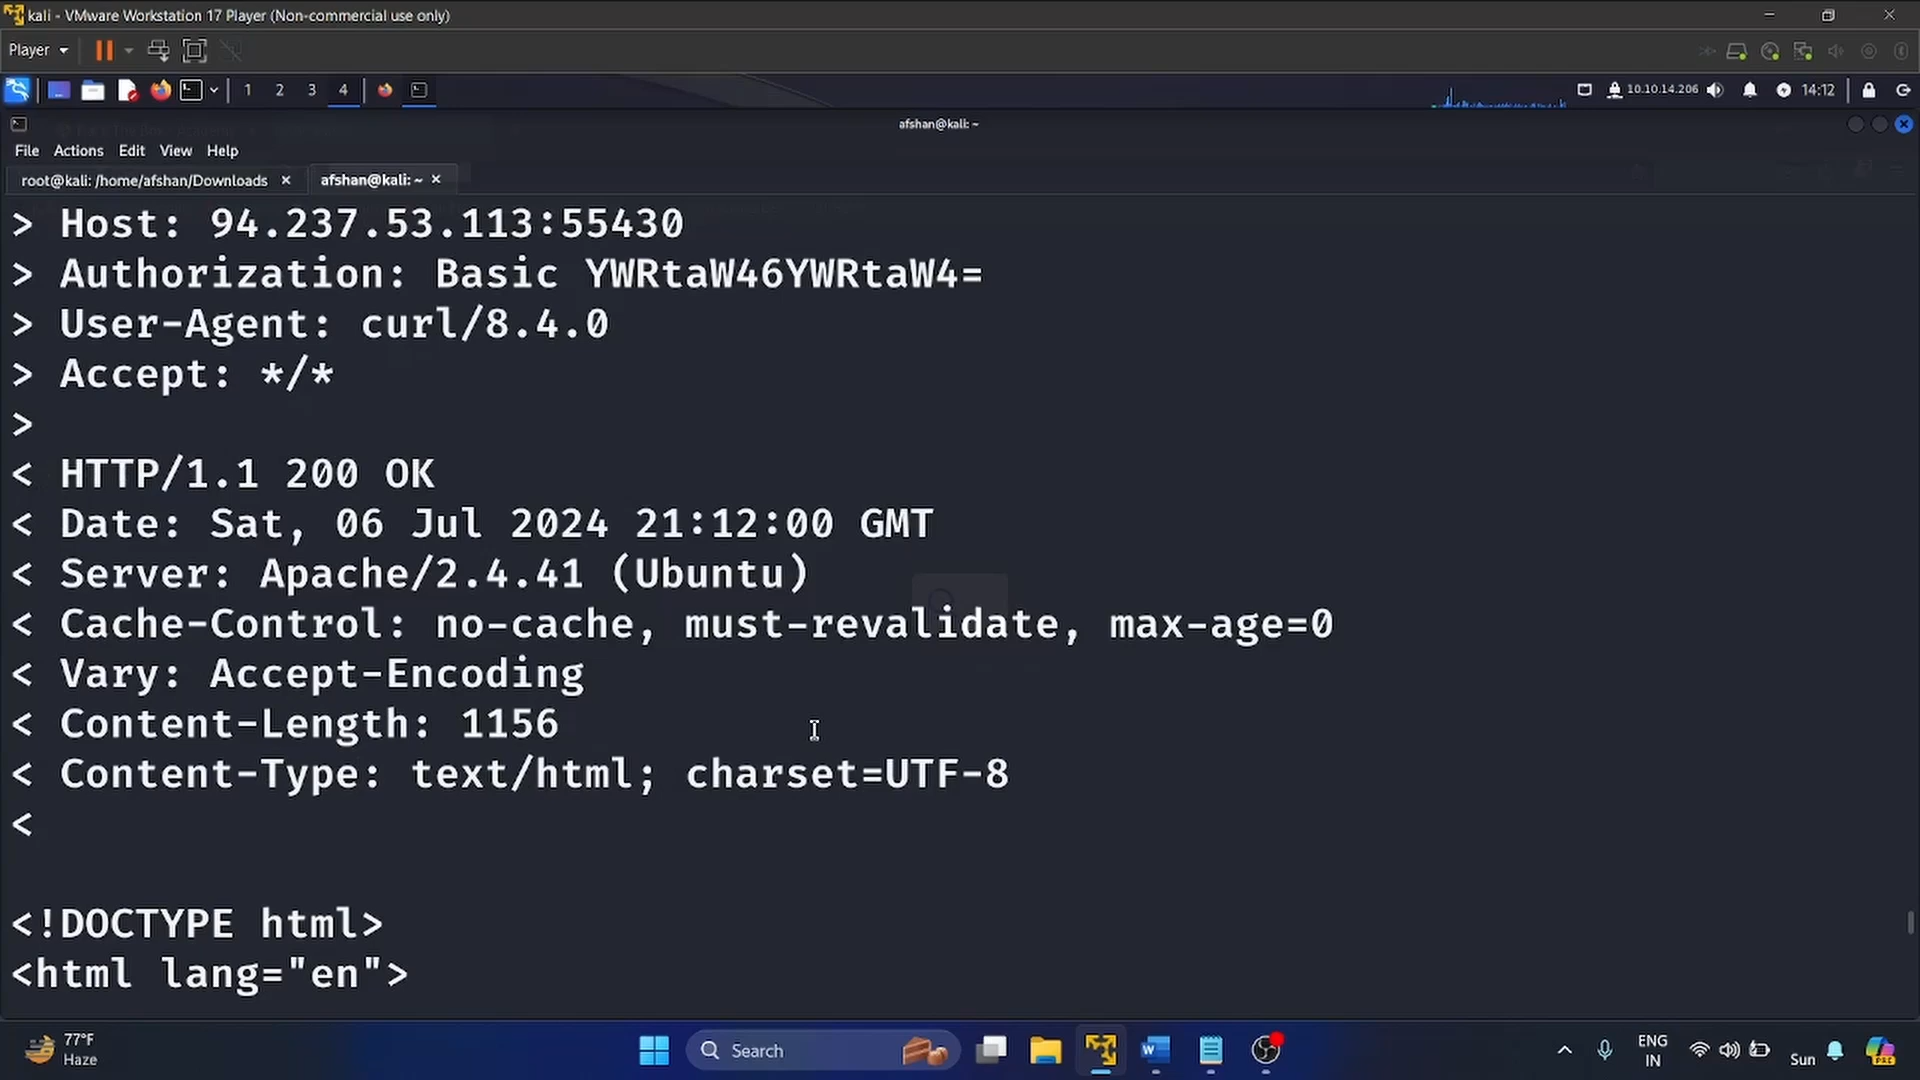 kali - VMware Workstation 17 Player (Non-commercial use only)
Player
1 2 3 4
10.10.14.206
14:12
afshan@kali: ~
File Actions Edit View Help
root@kali: /home/afshan/Downloads
afshan@kali: ~
> Host: 94.237.53.113:55430
> Authorization: Basic YWRtaW46YWRtaW4=
> User-Agent: curl/8.4.0
> Accept: */*
>
< HTTP/1.1 200 OK
< Date: Sat, 06 Jul 2024 21:12:00 GMT
< Server: Apache/2.4.41 (Ubuntu)
< Cache-Control: no-cache, must-revalidate, max-age=0
< Vary: Accept-Encoding
< Content-Length: 1156
< Content-Type: text/html; charset=UTF-8
<
<!DOCTYPE html>
<html lang="en">
77°F
Haze
Search
ENG
IN
Sun